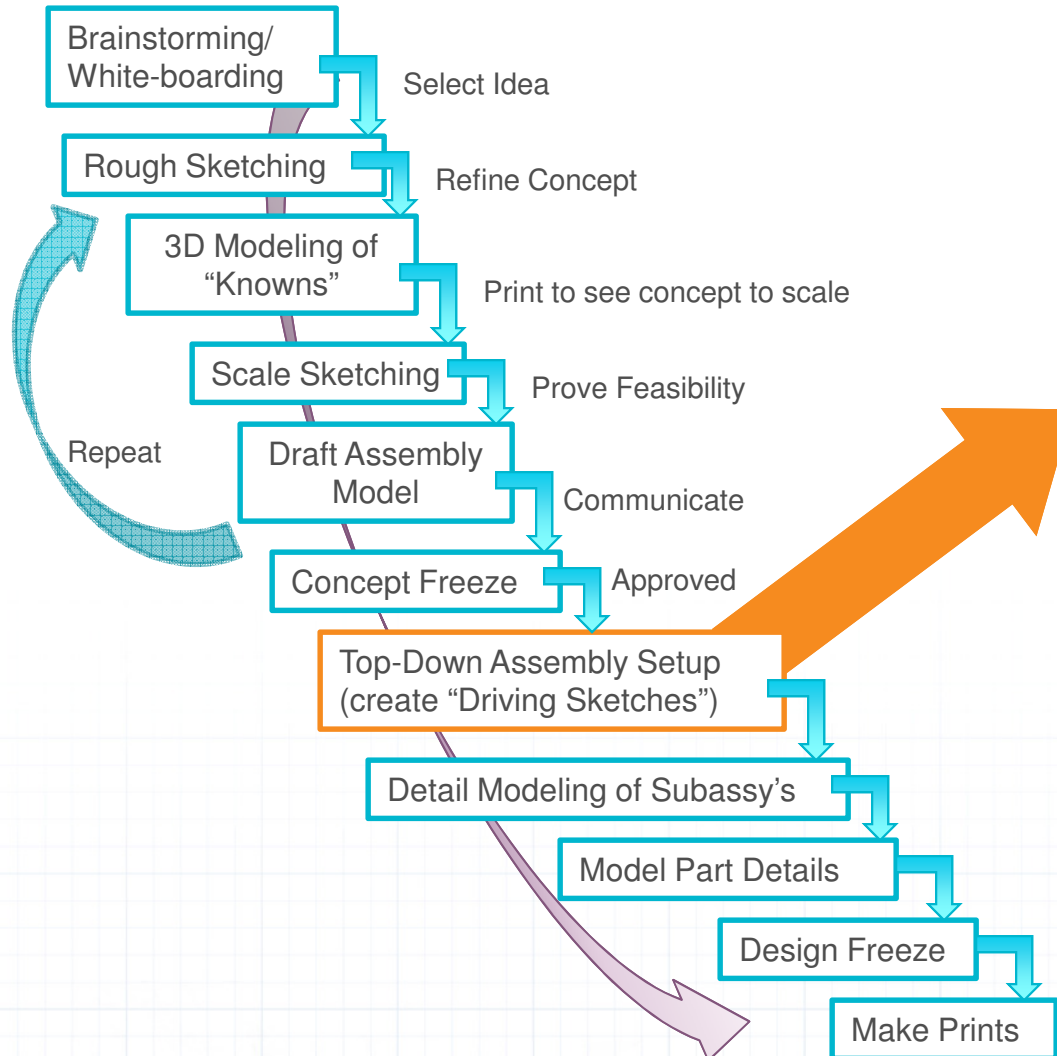 Brainstorming/
White-boarding
Select Idea
Rough Sketching
Refine Concept
3D Modeling of
“Knowns”
Print to see concept to scale
Scale Sketching
Prove Feasibility
Repeat
Draft Assembly
Model
Communicate
Concept Freeze
Approved
Top-Down Assembly Setup
(create “Driving Sketches”)
Detail Modeling of Subassy’s
Model Part Details
Design Freeze
Make Prints